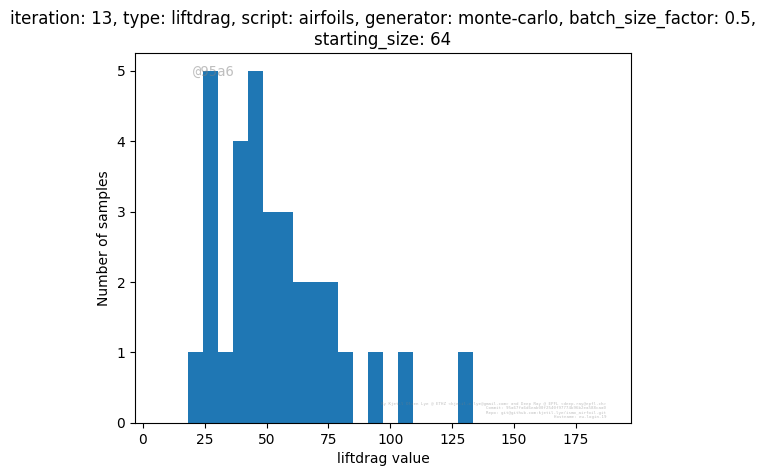 iteration: 13, type: liftdrag, script: airfoils, generator: monte-carlo, batch_size_factor: 0.5,
starting_size: 64
@95a6
5
4
3
2
1
0
Number of samples
0 25 50 75 100 125 150 175
liftdrag value